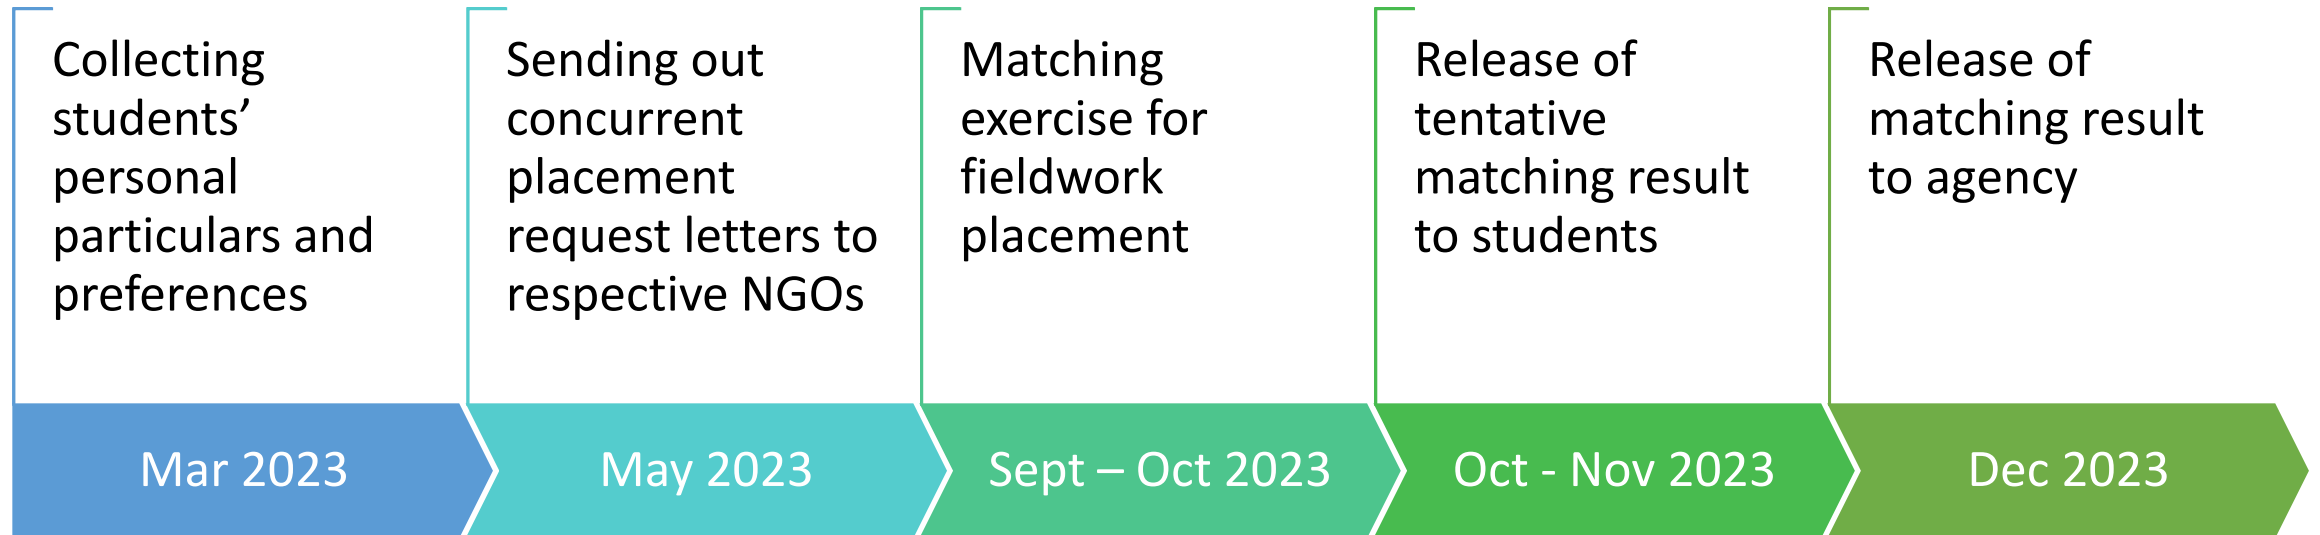 Collecting
students’
personal
particulars and
preferences
Sending out
concurrent
placement
request letters to
respective NGOs
Matching
exercise for
fieldwork
placement
Release of
tentative
matching result
to students
Release of
matching result
to agency
Mar 2023
May 2023
Sept – Oct 2023
Oct - Nov 2023
Dec 2023